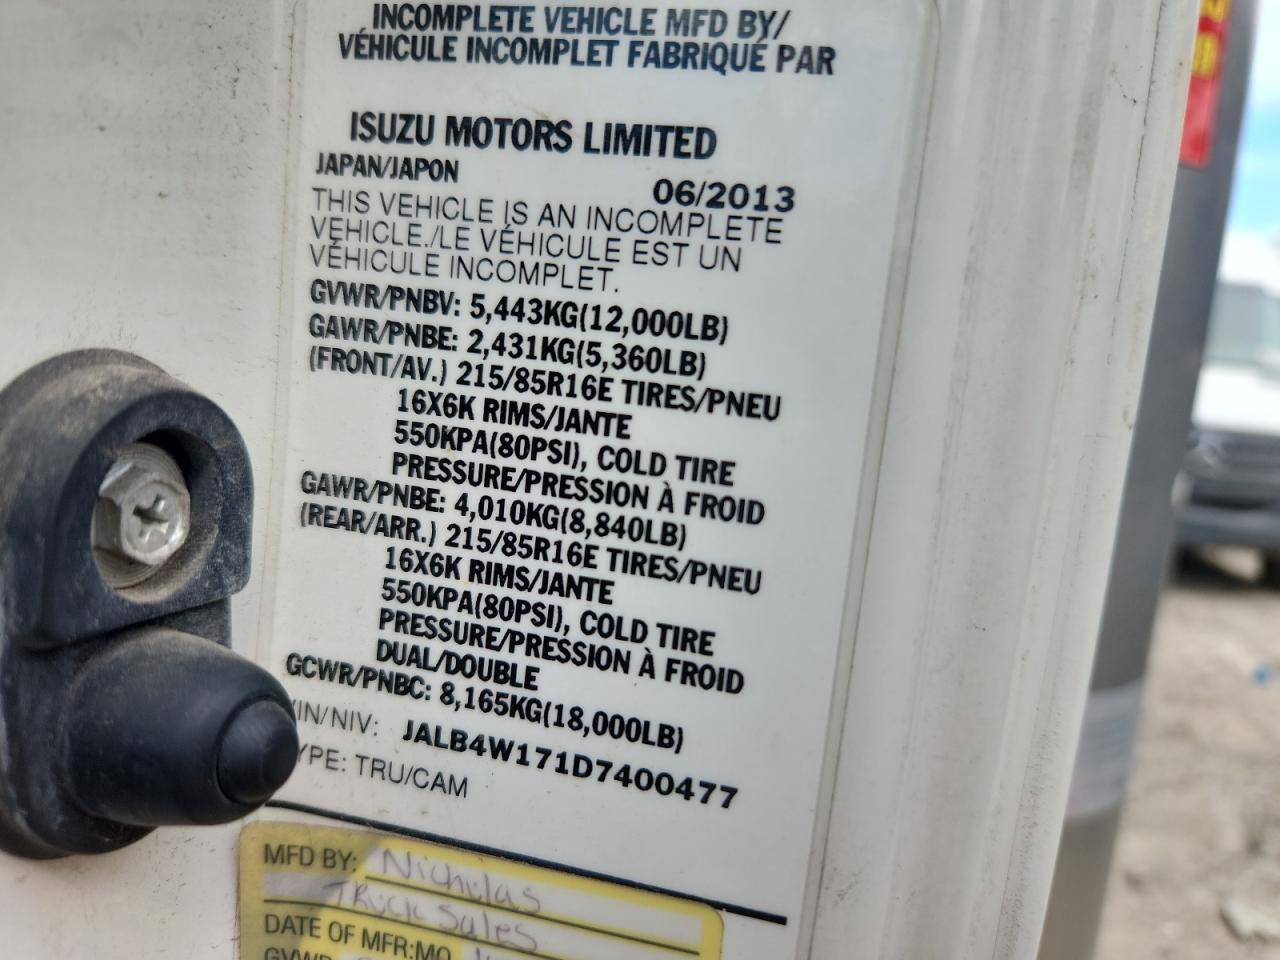 INCOMPLETE VEHICLE MFD BY/
VÉHICULE INCOMPLET FABRIQUÉ PAR
ISUZU MOTORS LIMITED
JAPAN/JAPON
06/2013
THIS VEHICLE IS AN INCOMPLETE
VEHICLE./LE VÉHICULE EST UN
VÉHICULE INCOMPLET.
GVWR/PNBV: 5,443KG(12,000LB)
GAWR/PNBE: 2,431KG(5,360LB)
(FRONT/AV.) 215/85R16E TIRES/PNEU
16X6K RIMS/JANTE
550KPA(80PSI), COLD TIRE
PRESSURE/PRESSION À FROID
GAWR/PNBE: 4,010KG(8,840LB)
(REAR/ARR.) 215/85R16E TIRES/PNEU
16X6K RIMS/JANTE
550KPA(80PSI), COLD TIRE
PRESSURE/PRESSION À FROID
DUAL/DOUBLE
GCWR/PNBC: 8,165KG(18,000LB)
IN/NIV: JALB4W171D7400477
YPE: TRU/CAM
MFD BY: Nicholas
Truck Sales
DATE OF MFR:MO
GVWR